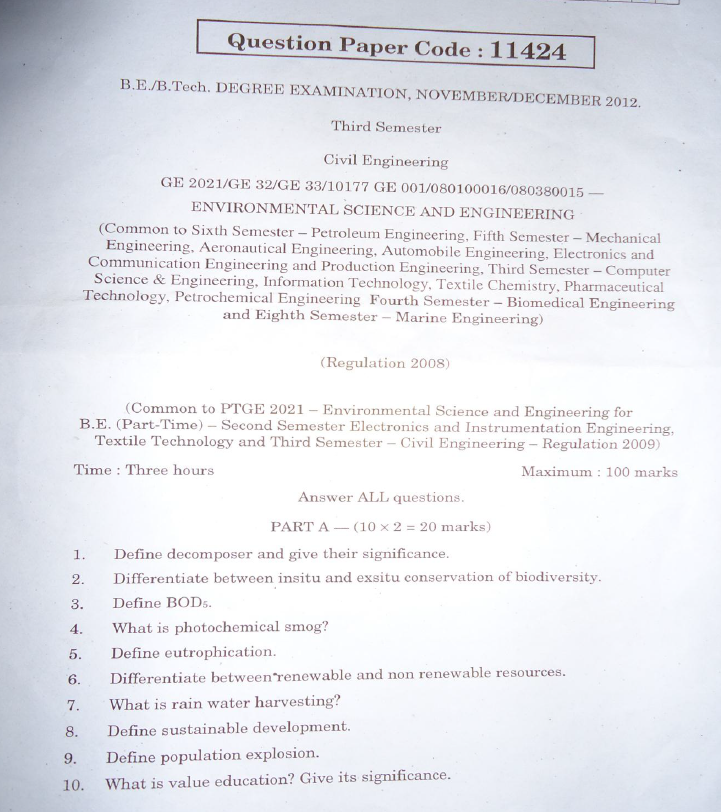 Question Paper Code : 11424
B.E./B.Tech. DEGREE EXAMINATION, NOVEMBER/DECEMBER 2012.
Third Semester
Civil Engineering
GE 2021/GE 32/GE 33/10177 GE 001/080100016/080380015 —
ENVIRONMENTAL SCIENCE AND ENGINEERING
(Common to Sixth Semester – Petroleum Engineering, Fifth Semester – Mechanical
Engineering, Aeronautical Engineering, Automobile Engineering, Electronics and
Communication Engineering and Production Engineering, Third Semester – Computer
Science & Engineering, Information Technology, Textile Chemistry, Pharmaceutical
Technology, Petrochemical Engineering Fourth Semester – Biomedical Engineering
and Eighth Semester – Marine Engineering)
(Regulation 2008)
(Common to PTGE 2021 – Environmental Science and Engineering for
B.E. (Part-Time) – Second Semester Electronics and Instrumentation Engineering,
Textile Technology and Third Semester – Civil Engineering – Regulation 2009)
Time : Three hours Maximum : 100 marks
Answer ALL questions.
PART A — (10 × 2 = 20 marks)
1. Define decomposer and give their significance.
2. Differentiate between insitu and exsitu conservation of biodiversity.
3. Define BOD₅.
4. What is photochemical smog?
5. Define eutrophication.
6. Differentiate between renewable and non renewable resources.
7. What is rain water harvesting?
8. Define sustainable development.
9. Define population explosion.
10. What is value education? Give its significance.